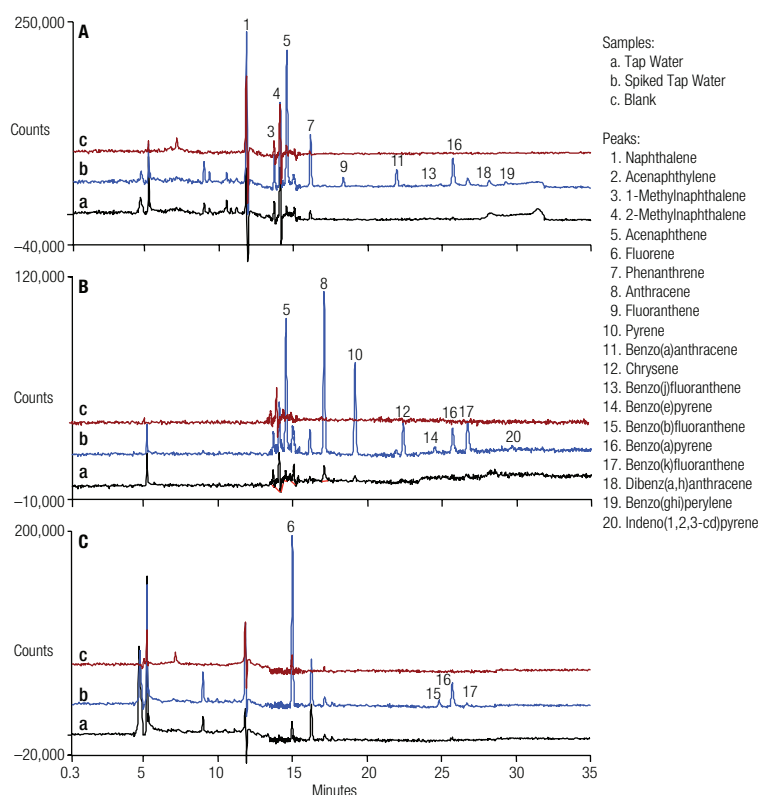 250,000
A
1
5
4
3
7
9
11
13
16
18
19
Counts
c
b
a
–40,000
120,000
B
5
8
10
12
14
16
17
20
Counts
c
b
a
–10,000
200,000
C
6
16
15
17
Counts
c
b
a
–20,000
0.3
5
10
15
20
25
30
35
Minutes
Samples:
a. Tap Water
b. Spiked Tap Water
c. Blank
Peaks:
1. Naphthalene
2. Acenaphthylene
3. 1-Methylnaphthalene
4. 2-Methylnaphthalene
5. Acenaphthene
6. Fluorene
7. Phenanthrene
8. Anthracene
9. Fluoranthene
10. Pyrene
11. Benzo(a)anthracene
12. Chrysene
13. Benzo(j)fluoranthene
14. Benzo(e)pyrene
15. Benzo(b)fluoranthene
16. Benzo(a)pyrene
17. Benzo(k)fluoranthene
18. Dibenz(a,h)anthracene
19. Benzo(ghi)perylene
20. Indeno(1,2,3-cd)pyrene